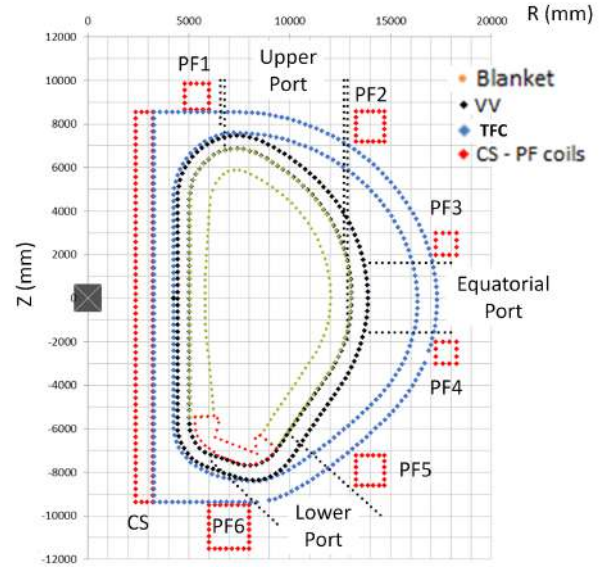 R (mm)
0
5000
10000
15000
20000
12000
10000
8000
6000
4000
2000
0
-2000
-4000
-6000
-8000
-10000
-12000
Z (mm)
PF1
Upper
Port
PF2
Blanket
VV
TFC
CS - PF coils
PF3
Equatorial
Port
PF4
PF5
Lower
Port
CS
PF6